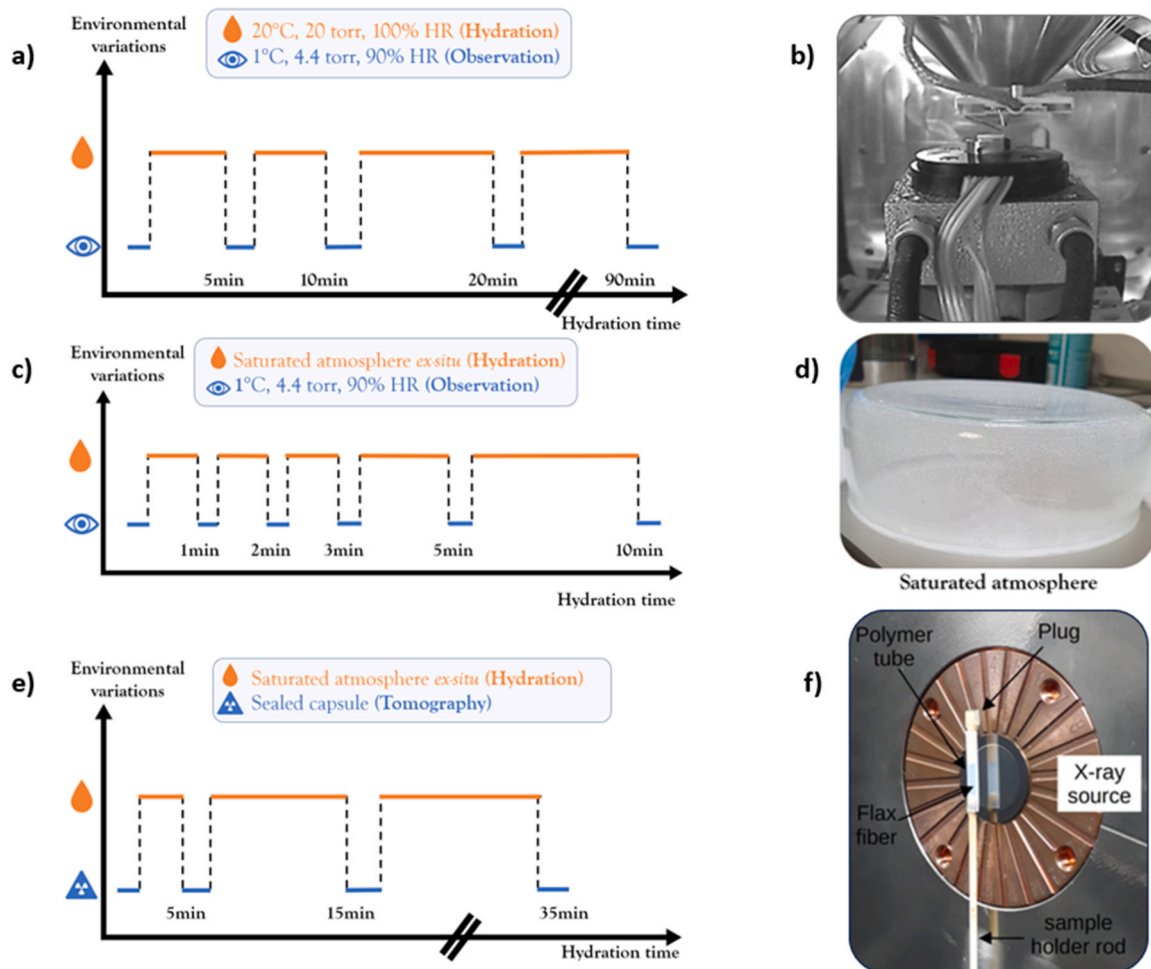 a)
Environmental
variations
20°C, 20 torr, 100% HR (Hydration)
1°C, 4.4 torr, 90% HR (Observation)
5min
10min
20min
90min
Hydration time
b)
c)
Environmental
variations
Saturated atmosphere ex-situ (Hydration)
1°C, 4.4 torr, 90% HR (Observation)
1min
2min
3min
5min
10min
Hydration time
d)
Saturated atmosphere
e)
Environmental
variations
Saturated atmosphere ex-situ (Hydration)
Sealed capsule (Tomography)
5min
15min
35min
Hydration time
f)
Polymer
tube
Plug
X-ray
source
Flax
fiber
sample
holder rod